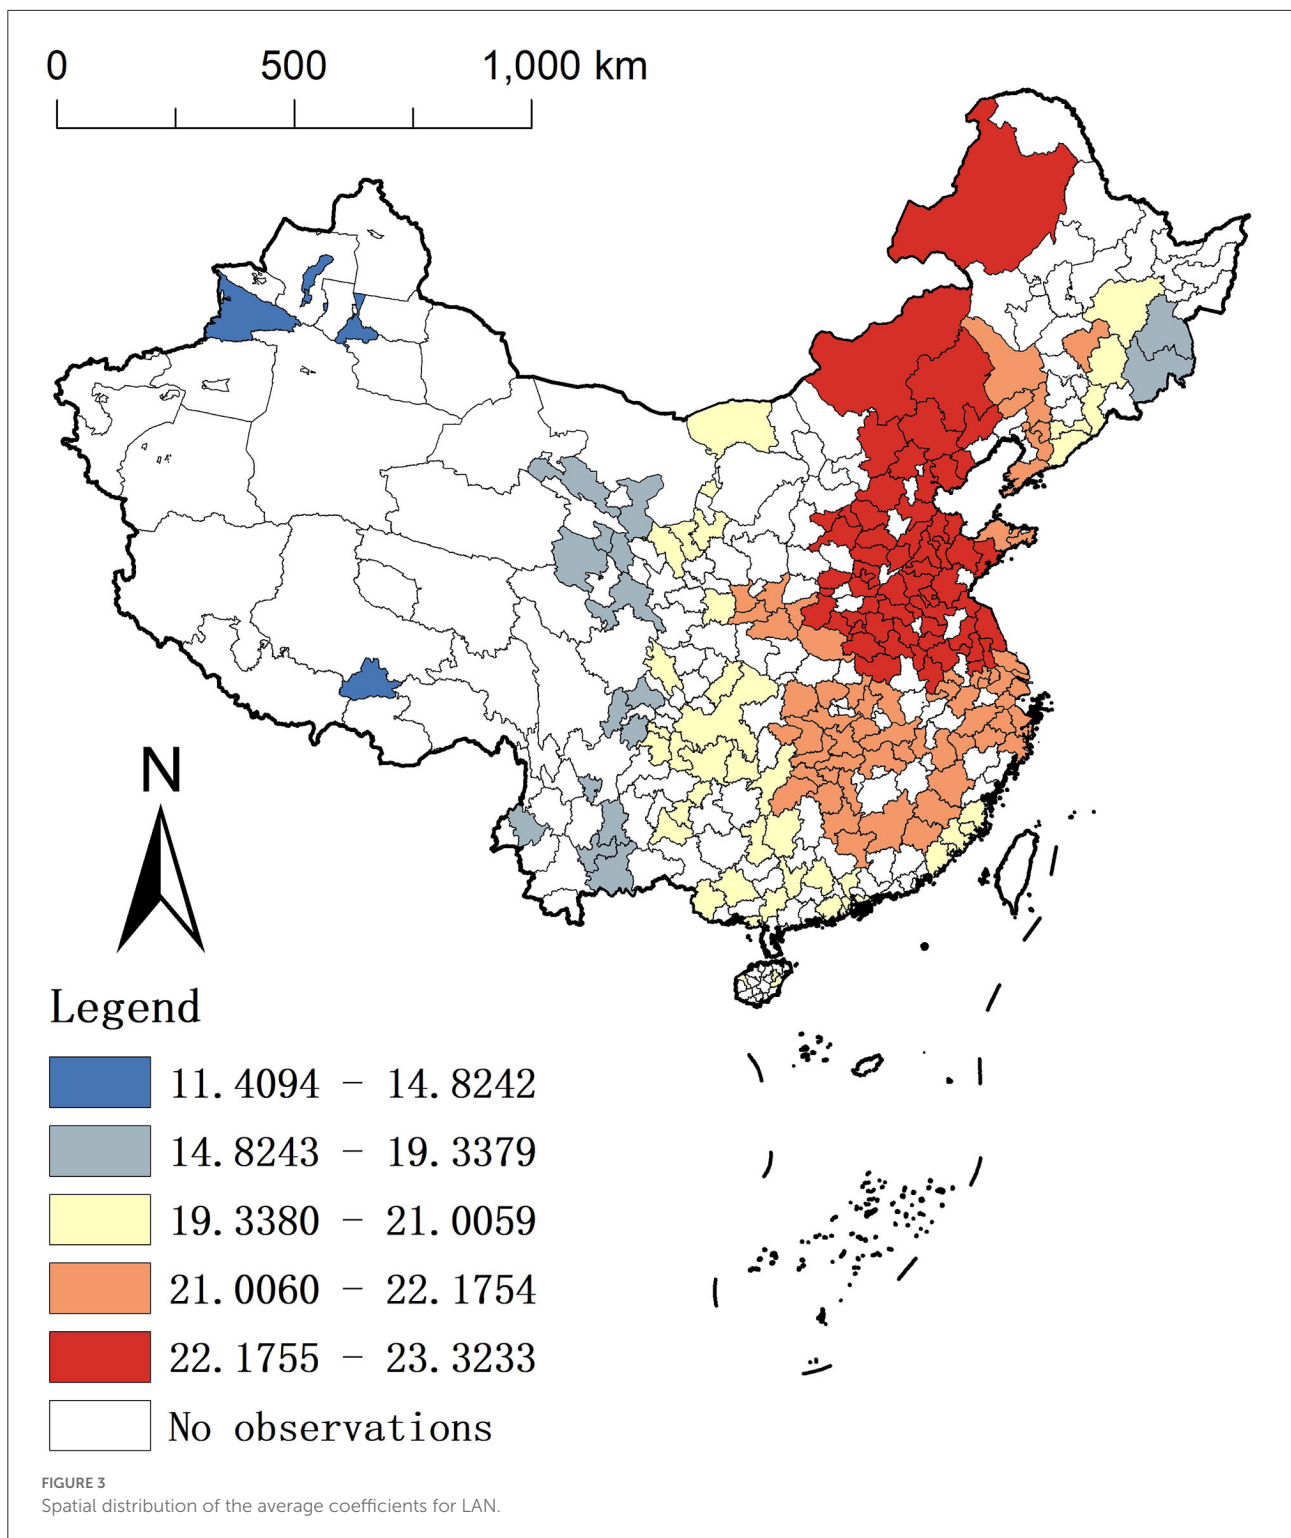 0 500 1,000 km
N
Legend
11.4094 - 14.8242
14.8243 - 19.3379
19.3380 - 21.0059
21.0060 - 22.1754
22.1755 - 23.3233
No observations
FIGURE 3
Spatial distribution of the average coefficients for LAN.